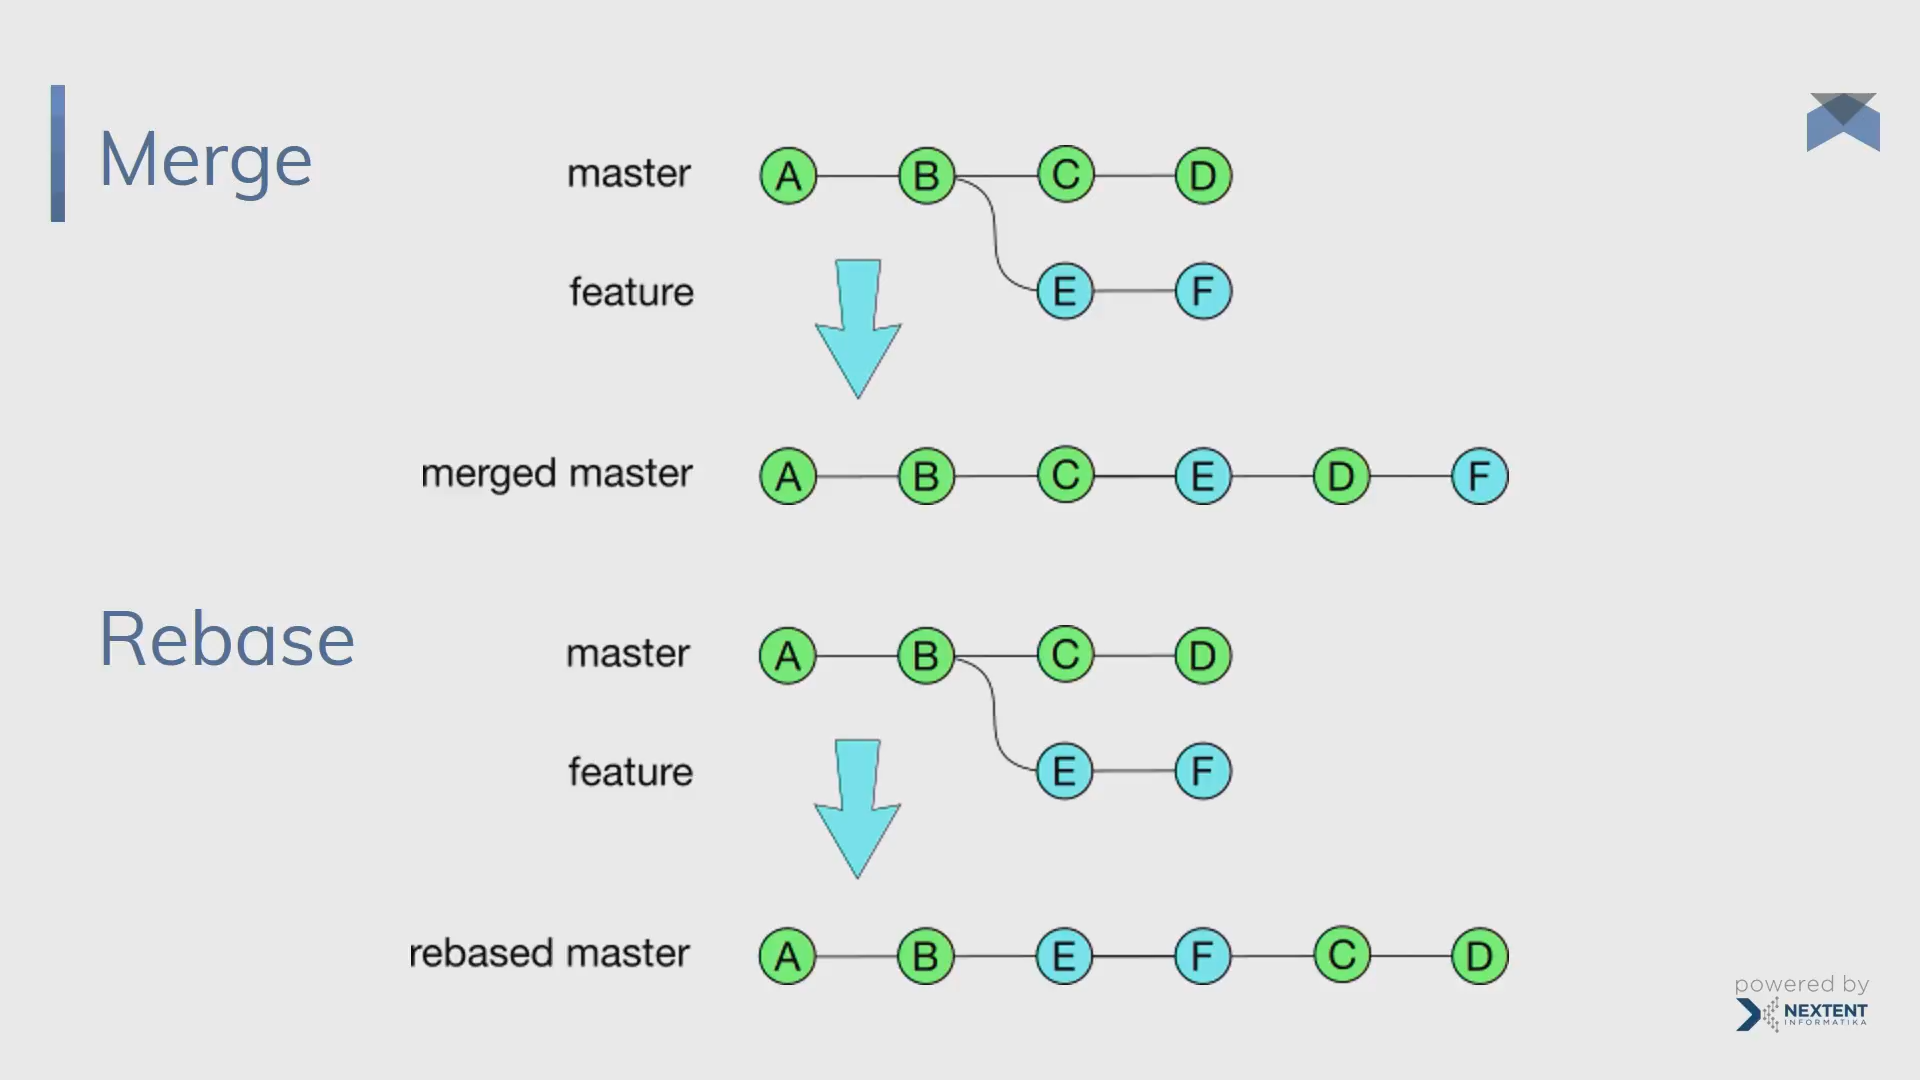 Merge
master A B C D
feature E F
merged master A B C E D F
Rebase
master A B C D
feature E F
rebased master A B E F C D
powered by
NEXTENT
INFORMATIKA